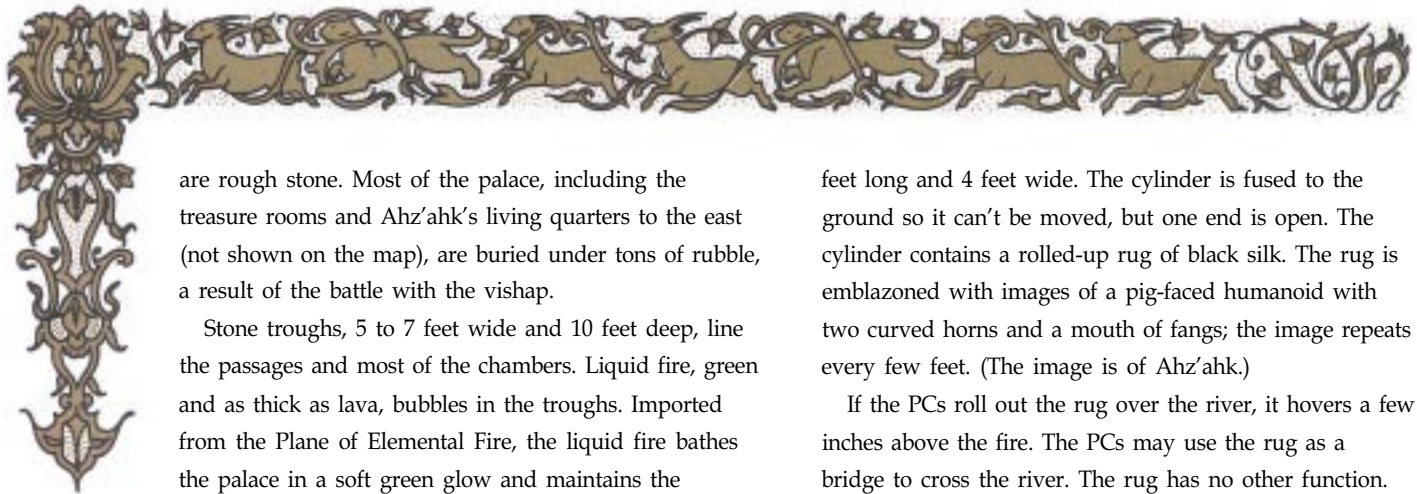 are rough stone. Most of the palace, including the
treasure rooms and Ahz’ahk’s living quarters to the east
(not shown on the map), are buried under tons of rubble,
a result of the battle with the vishap.
Stone troughs, 5 to 7 feet wide and 10 feet deep, line
the passages and most of the chambers. Liquid fire, green
and as thick as lava, bubbles in the troughs. Imported
from the Plane of Elemental Fire, the liquid fire bathes
the palace in a soft green glow and maintains the
feet long and 4 feet wide. The cylinder is fused to the
ground so it can’t be moved, but one end is open. The
cylinder contains a rolled-up rug of black silk. The rug is
emblazoned with images of a pig-faced humanoid with
two curved horns and a mouth of fangs; the image repeats
every few feet. (The image is of Ahz’ahk.)
If the PCs roll out the rug over the river, it hovers a few
inches above the fire. The PCs may use the rug as a
bridge to cross the river. The rug has no other function.